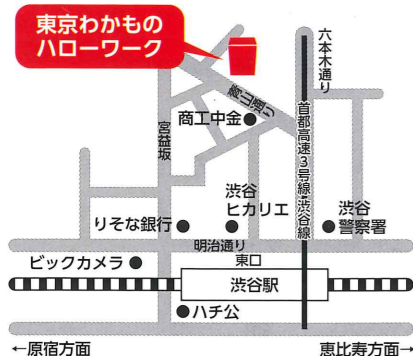 東京わかもの
ハローワーク
六本木通り
青山通り
商工中金
宮益坂
首都高速3号線・渋谷線
りそな銀行
渋谷
ヒカリエ
渋谷
警察署
明治通り
ビックカメラ
東口
渋谷駅
ハチ公
←原宿方面
恵比寿方面→